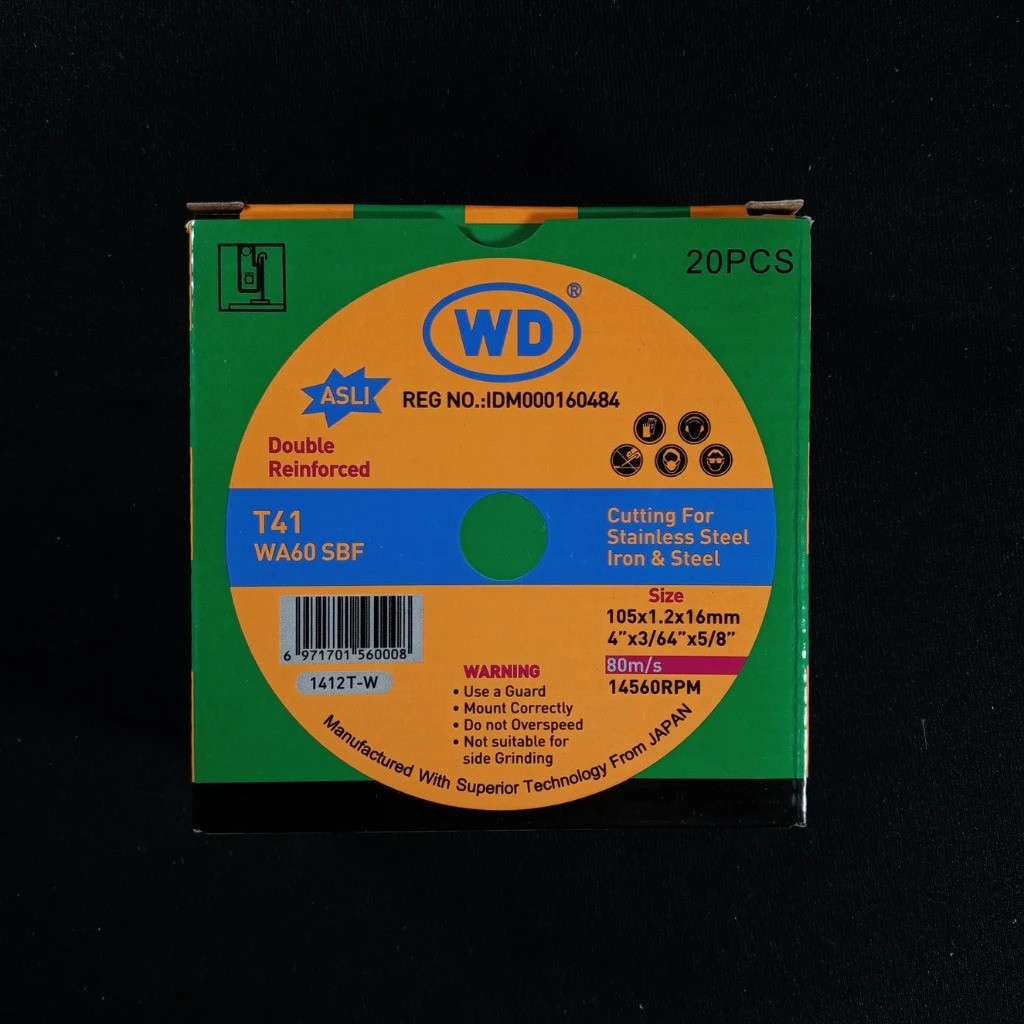 20PCS
WD®
ASLI
REG NO.:IDM000160484
Double
Reinforced
T41
WA60 SBF
Cutting For
Stainless Steel
Iron & Steel
Size
105x1.2x16mm
4”x3/64”x5/8”
80m/s
14560RPM
6 971701 560008
1412T-W
WARNING
• Use a Guard
• Mount Correctly
• Do not Overspeed
• Not suitable for
side Grinding
Manufactured With Superior Technology From JAPAN